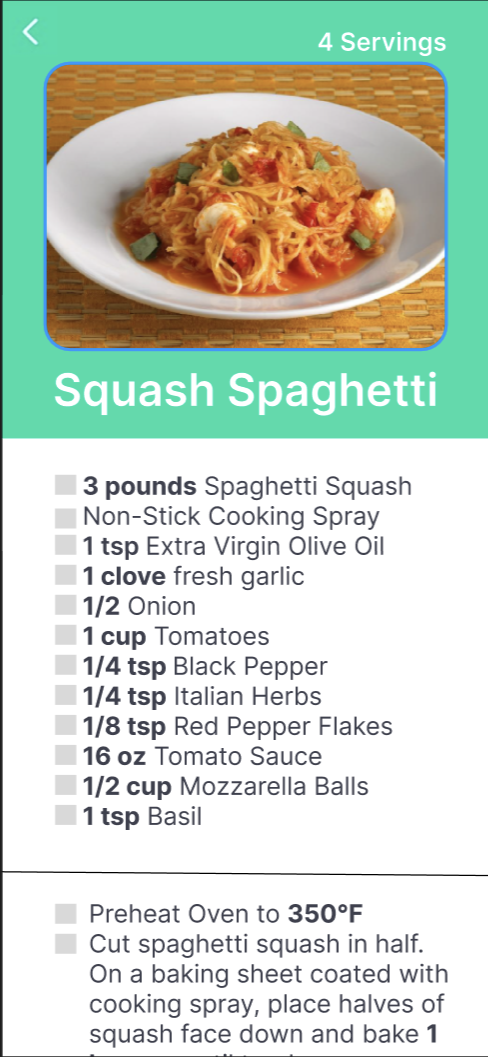 4 Servings
Squash Spaghetti
3 pounds Spaghetti Squash
Non-Stick Cooking Spray
1 tsp Extra Virgin Olive Oil
1 clove fresh garlic
1/2 Onion
1 cup Tomatoes
1/4 tsp Black Pepper
1/4 tsp Italian Herbs
1/8 tsp Red Pepper Flakes
16 oz Tomato Sauce
1/2 cup Mozzarella Balls
1 tsp Basil
Preheat Oven to 350°F
Cut spaghetti squash in half.
On a baking sheet coated with
cooking spray, place halves of
squash face down and bake 1